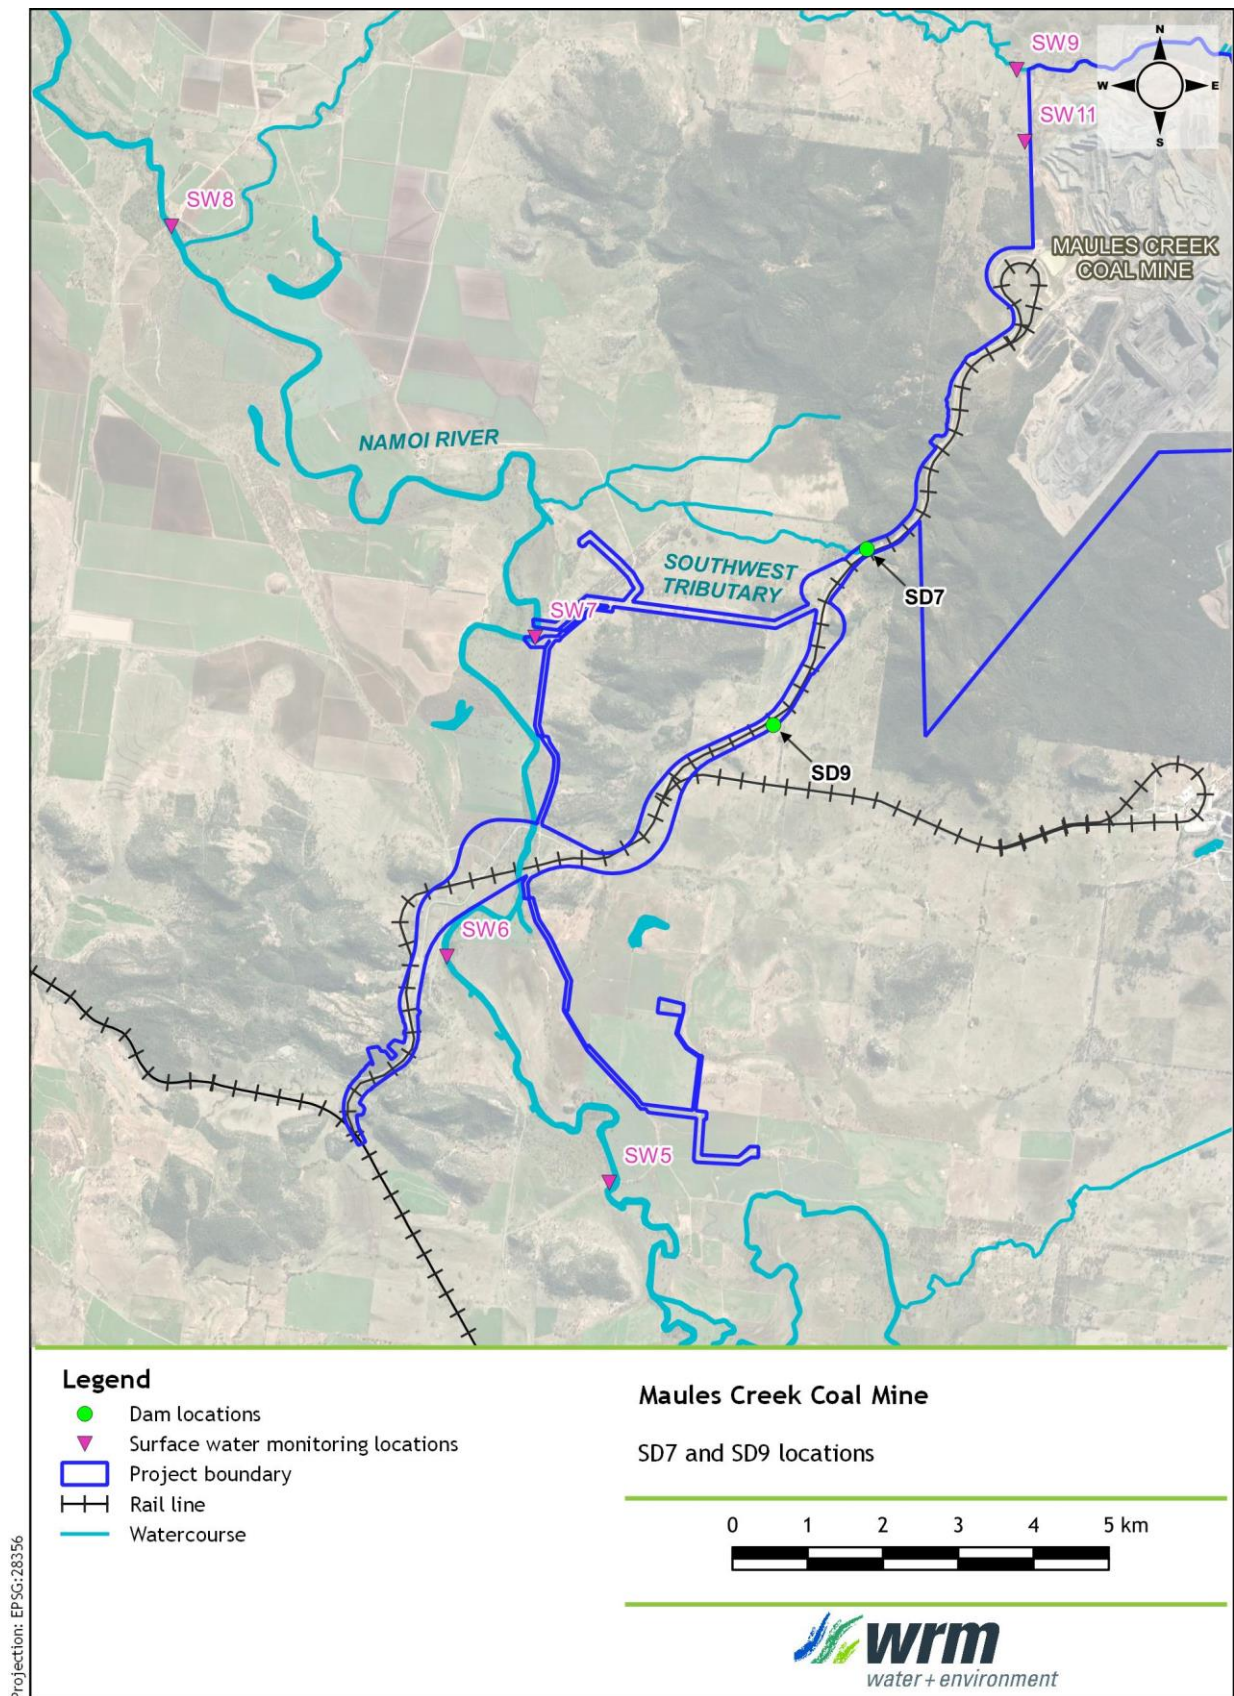 SW9
N
W
E
S
SW11
SW8
MAULES CREEK
COAL MINE
NAMOI RIVER
SOUTHWEST
TRIBUTARY
SD7
SW7
SD9
SW6
SW5
Legend
Dam locations
Surface water monitoring locations
Project boundary
Rail line
Watercourse
Maules Creek Coal Mine
SD7 and SD9 locations
0 1 2 3 4 5 km
wrm
water + environment
Projection: EPSG:28356